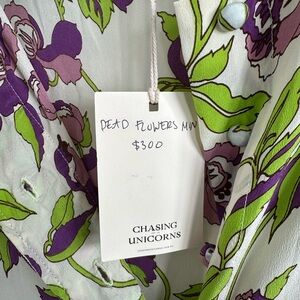 DEAD FLOWERS MINI
$300
CHASING
UNICORNS